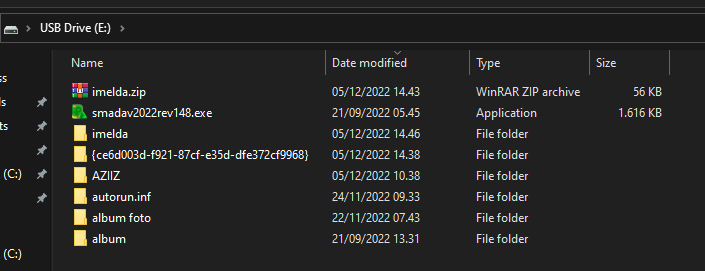 USB Drive (E:)
Name Date modified Type Size
imelda.zip 05/12/2022 14.43 WinRAR ZIP archive 56 KB
smadav2022rev148.exe 21/09/2022 05.45 Application 1.616 KB
imelda 05/12/2022 14.46 File folder
{ce6d003d-f921-87cf-e35d-dfe372cf9968} 05/12/2022 14.38 File folder
AZIIZ 05/12/2022 10.38 File folder
autorun.inf 24/11/2022 09.33 File folder
album foto 22/11/2022 07.43 File folder
album 21/09/2022 13.31 File folder
(C:)
(C:)